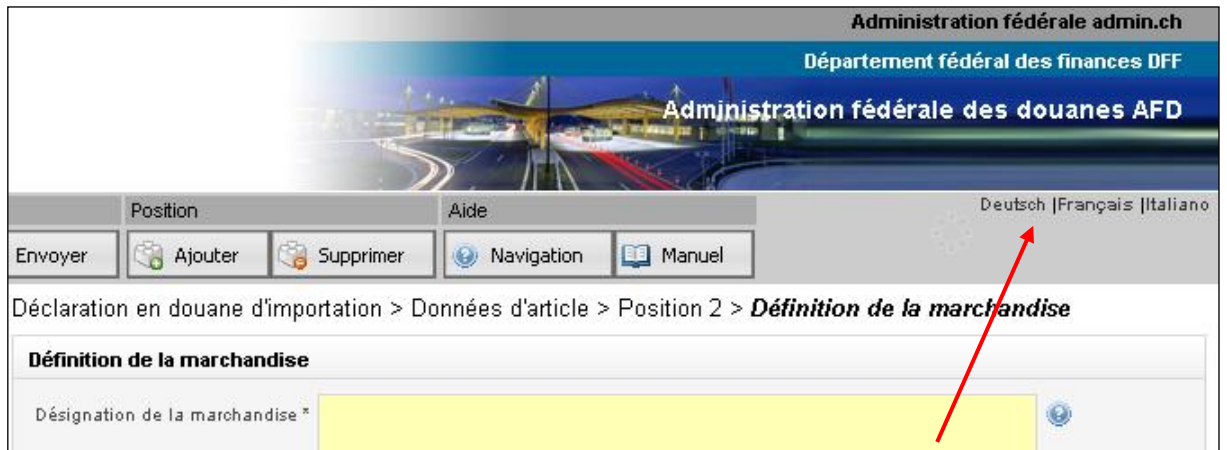 Administration fédérale admin.ch
Département fédéral des finances DFF
Administration fédérale des douanes AFD
Position
Aide
Deutsch |Français |Italiano
Envoyer
Ajouter
Supprimer
Navigation
Manuel
Déclaration en douane d'importation > Données d'article > Position 2 > Définition de la marchandise
Définition de la marchandise
Désignation de la marchandise *